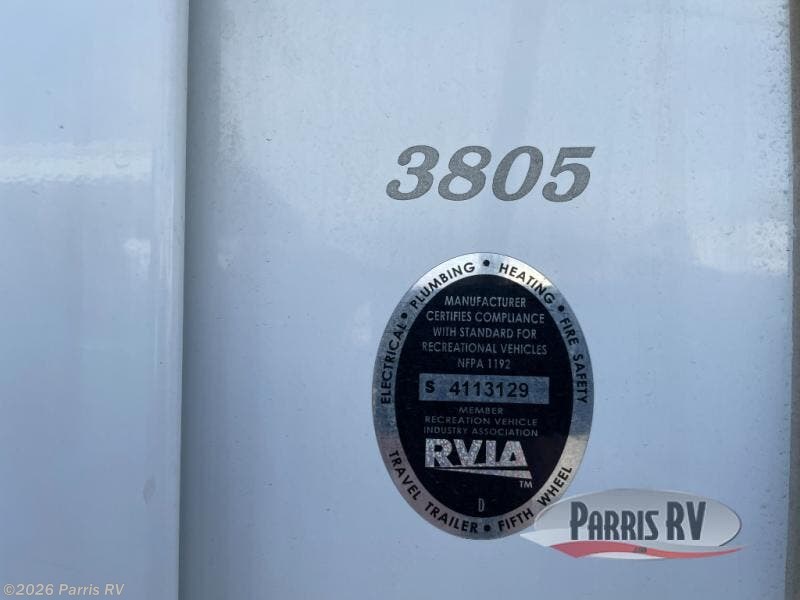 3805
ELECTRICAL • PLUMBING • HEATING • FIRE SAFETY
MANUFACTURER
CERTIFIES COMPLIANCE
WITH STANDARD FOR
RECREATIONAL VEHICLES
NFPA 1192
S 4113129
MEMBER
RECREATION VEHICLE
INDUSTRY ASSOCIATION
RVIA
TM
D
TRAVEL TRAILER • FIFTH WHEEL
PARRIS RV
.com
©2026 Parris RV